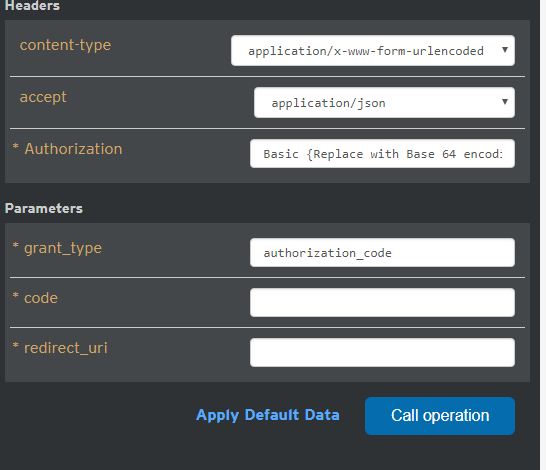 Headers
content-type application/x-www-form-urlencoded
accept application/json
* Authorization Basic {Replace with Base 64 encod:
Parameters
* grant_type authorization_code
* code
* redirect_uri
Apply Default Data Call operation